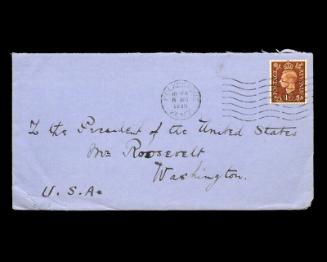 To the President of the United States
Mr Roosevelt
Washington.
U.S.A.